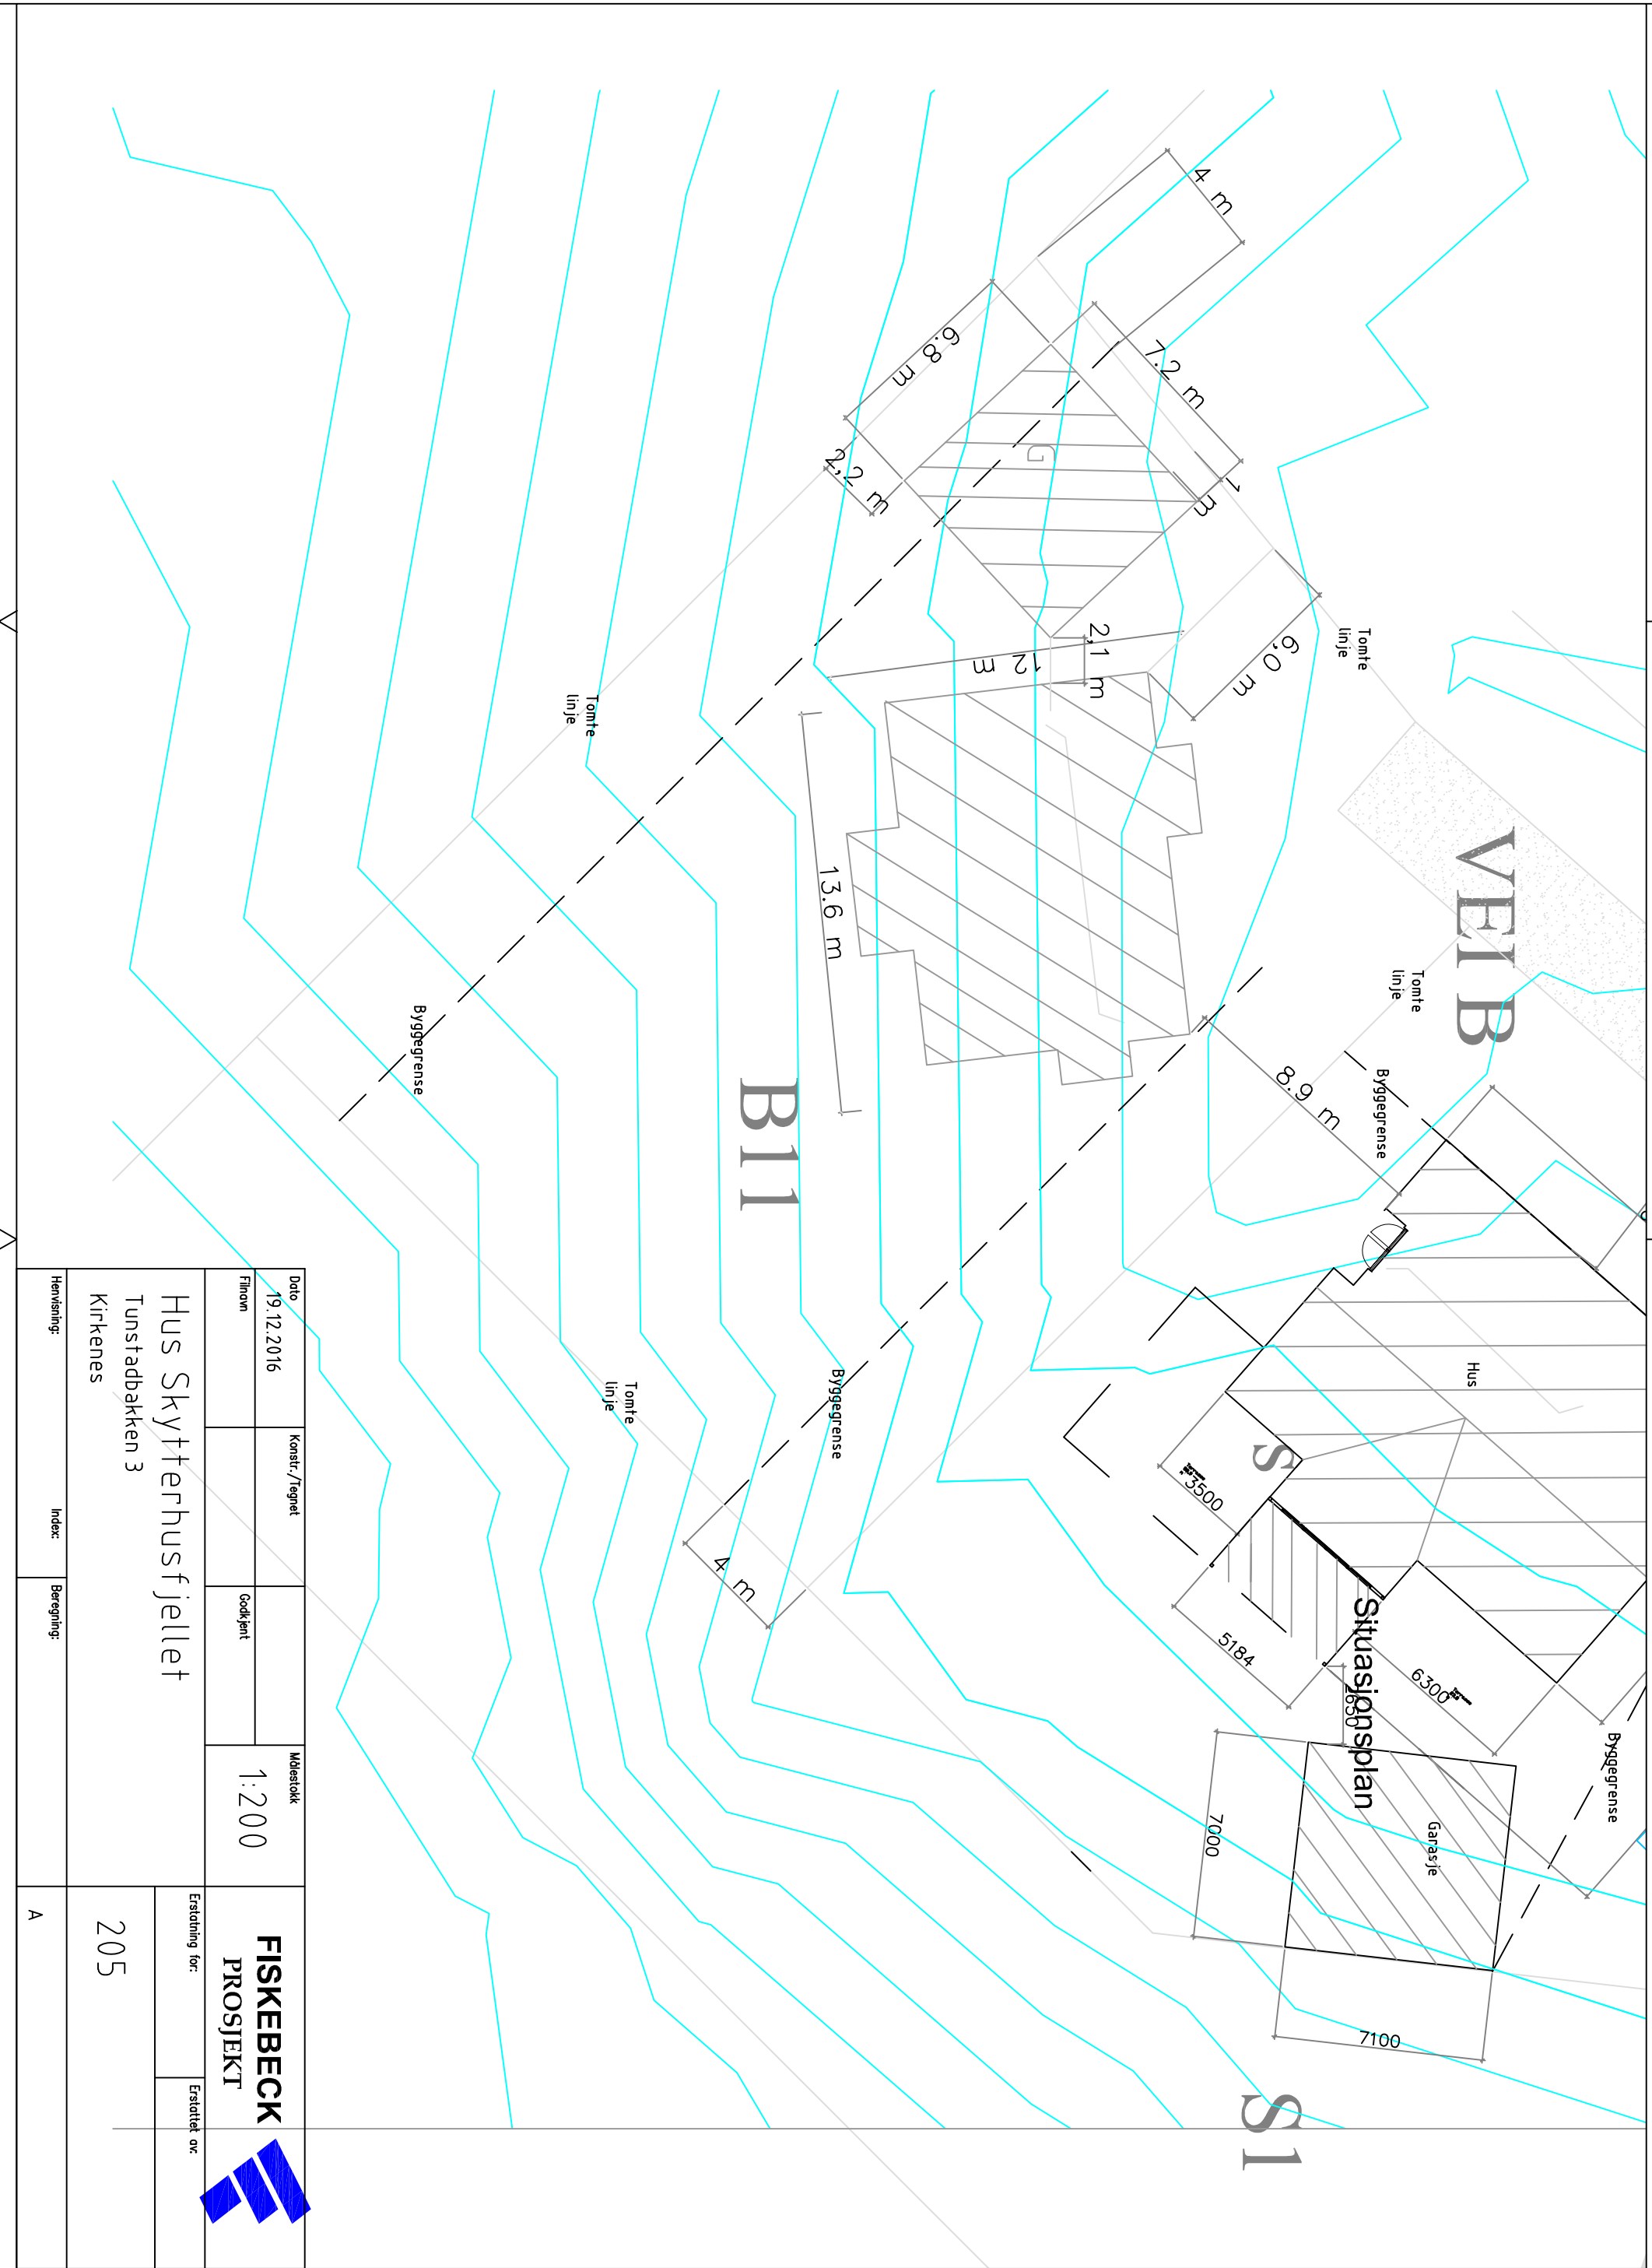 VEI B
B11
S1
S
G
4 m
7.2 m
6.8 m
2,2 m
1 m
6,0 m
2,1 m
12 m
13.6 m
8.9 m
4 m
Tomte
linje
Tomte
linje
Tomte
linje
Tomte
linje
Byggegrense
Byggegrense
Byggegrense
Byggegrense
Hus
Garasje
3500
5184
6300
7000
7100
Situasjonsplan
Dato
19.12.2016
Konstr./Tegnet
Godkjent
Målestokk
1:200
Filnavn
FISKEBECK
PROSJEKT
Hus Skytterhusfjellet
Tunstadbakken 3
Kirkenes
Erstatning for:
Erstattet av:
205
Henvisning:
Index:
Beregning:
A